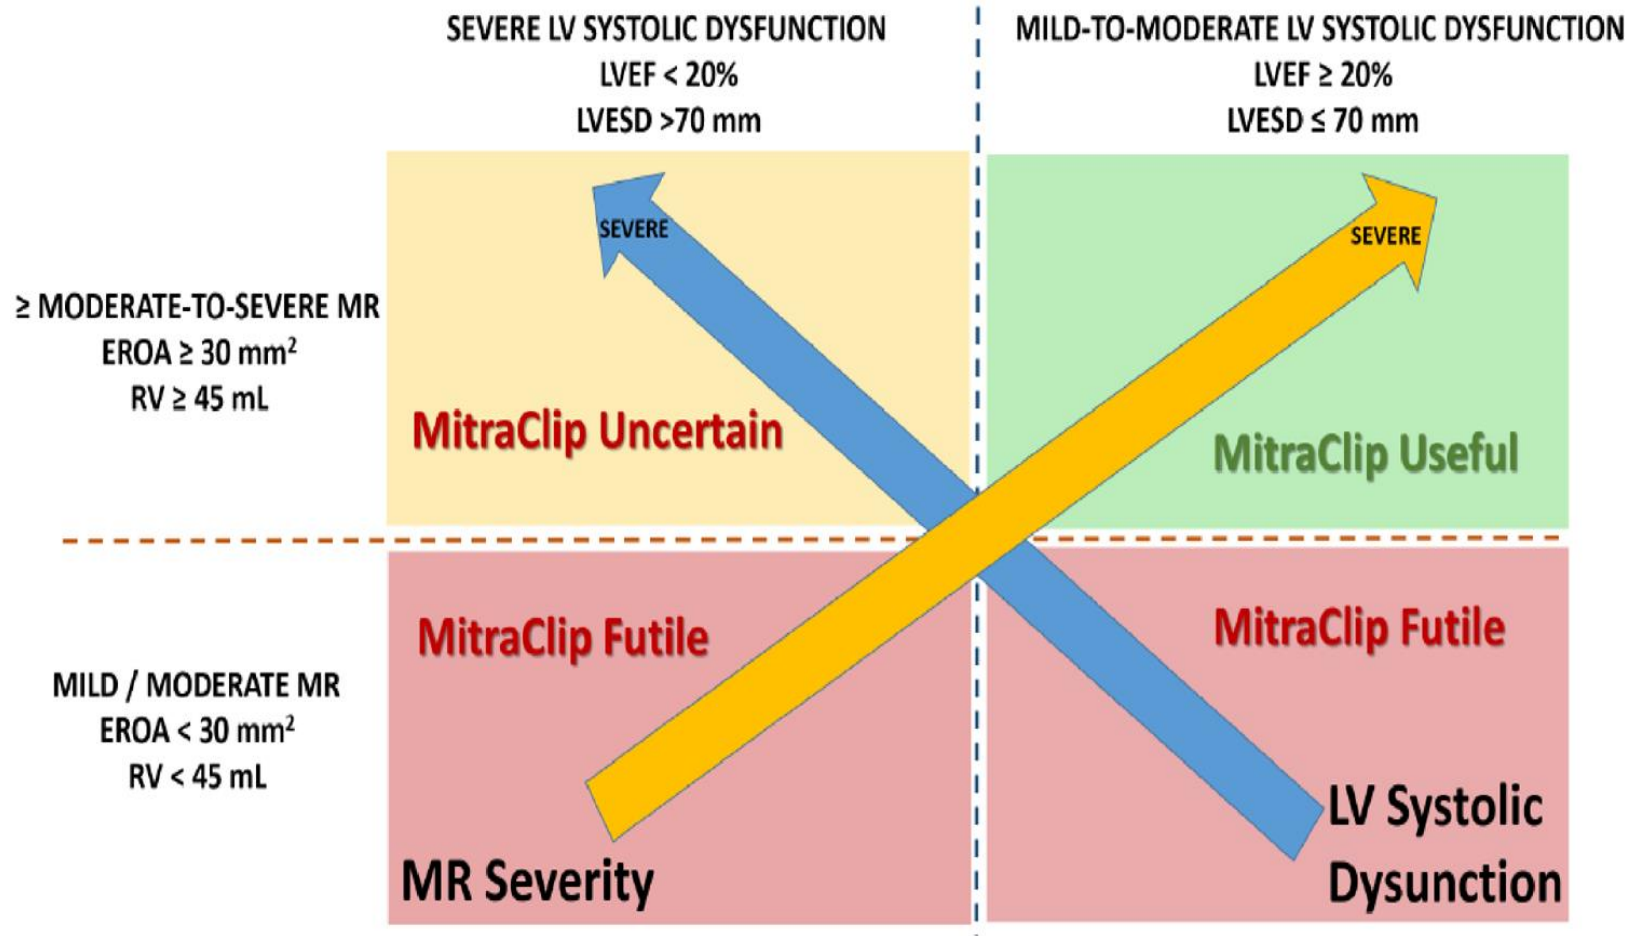 SEVERE LV SYSTOLIC DYSFUNCTION
LVEF < 20%
LVESD >70 mm
MILD-TO-MODERATE LV SYSTOLIC DYSFUNCTION
LVEF ≥ 20%
LVESD ≤ 70 mm
≥ MODERATE-TO-SEVERE MR
EROA ≥ 30 mm²
RV ≥ 45 mL
SEVERE
MitraClip Uncertain
SEVERE
MitraClip Useful
MILD / MODERATE MR
EROA < 30 mm²
RV < 45 mL
MitraClip Futile
MR Severity
MitraClip Futile
LV Systolic
Dysunction